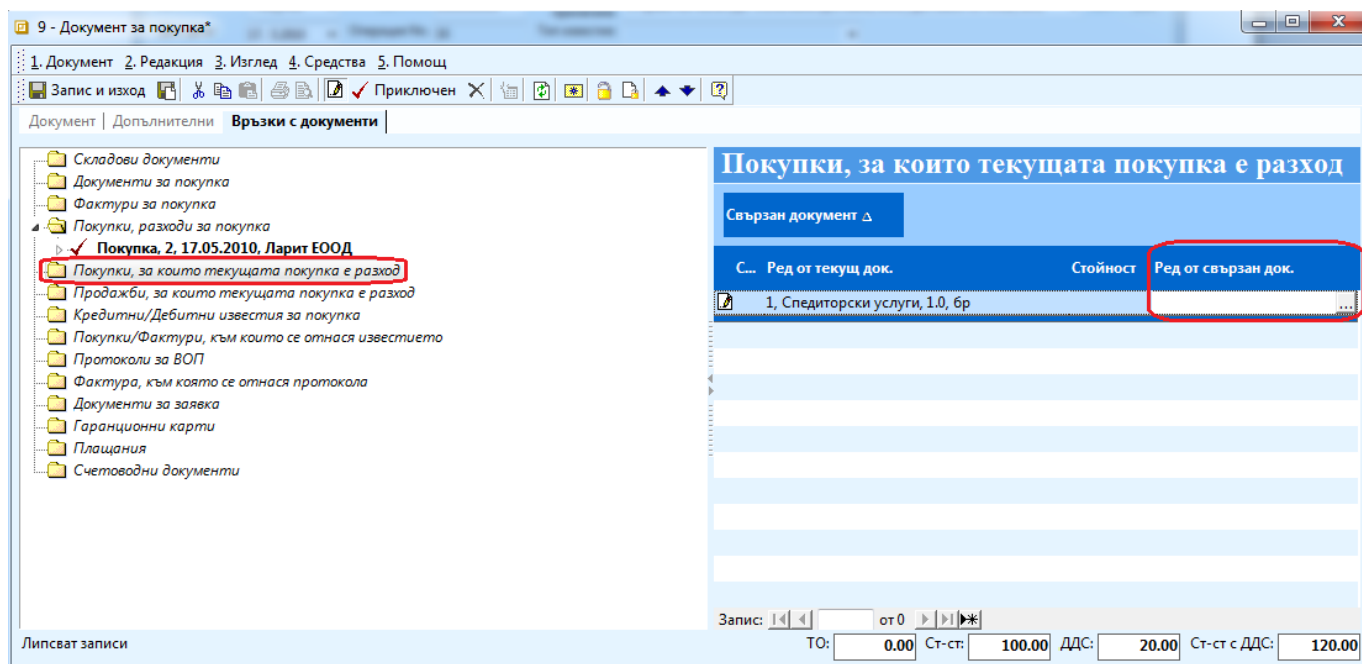 9 - Документ за покупка*
1. Документ 2. Редакция 3. Изглед 4. Средства 5. Помощ
Запис и изход Приключен
Документ | Допълнителни Връзки с документи
Складови документи
Документи за покупка
Фактури за покупка
Покупки, разходи за покупка
Покупка, 2, 17.05.2010, Ларит ЕООД
Покупки, за които текущата покупка е разход
Продажби, за които текущата покупка е разход
Кредитни/Дебитни известия за покупка
Покупки/Фактури, към които се отнася известието
Протоколи за ВОП
Фактура, към която се отнася протокола
Документи за заявка
Гаранционни карти
Плащания
Счетоводни документи
Покупки, за които текущата покупка е разход
Свързан документ
С... Ред от текущ док. Стойност Ред от свързан док.
1, Спедиторски услуги, 1.0, бр ...
Запис: от 0
Липсват записи ТО: 0.00 Ст-ст: 100.00 ДДС: 20.00 Ст-ст с ДДС: 120.00